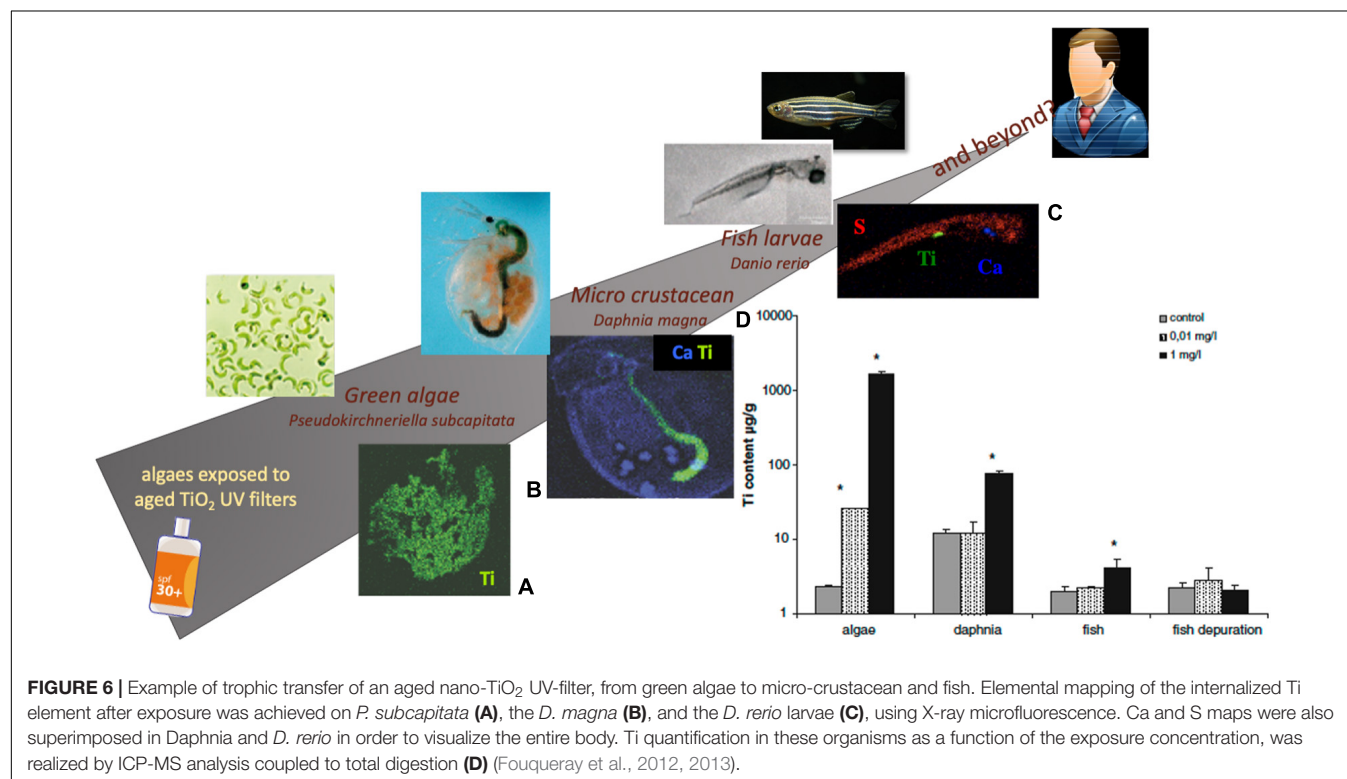 and beyond?
C
S
Ti
Ca
Fish larvae
Danio rerio
Micro crustacean
Daphnia magna
Ca Ti
B
Green algae
Pseudokirchneriella subcapitata
algaes exposed to
aged TiO₂ UV filters
spf
30+
Ti
A
D
10000
1000
100
10
1
Ti content µg/g
control
0,01 mg/l
1 mg/l
*
*
*
*
algae
daphnia
fish
fish depuration
FIGURE 6 | Example of trophic transfer of an aged nano-TiO₂ UV-filter, from green algae to micro-crustacean and fish. Elemental mapping of the internalized Ti
element after exposure was achieved on P. subcapitata (A), the D. magna (B), and the D. rerio larvae (C), using X-ray microfluorescence. Ca and S maps were also
superimposed in Daphnia and D. rerio in order to visualize the entire body. Ti quantification in these organisms as a function of the exposure concentration, was
realized by ICP-MS analysis coupled to total digestion (D) (Fouqueray et al., 2012, 2013).